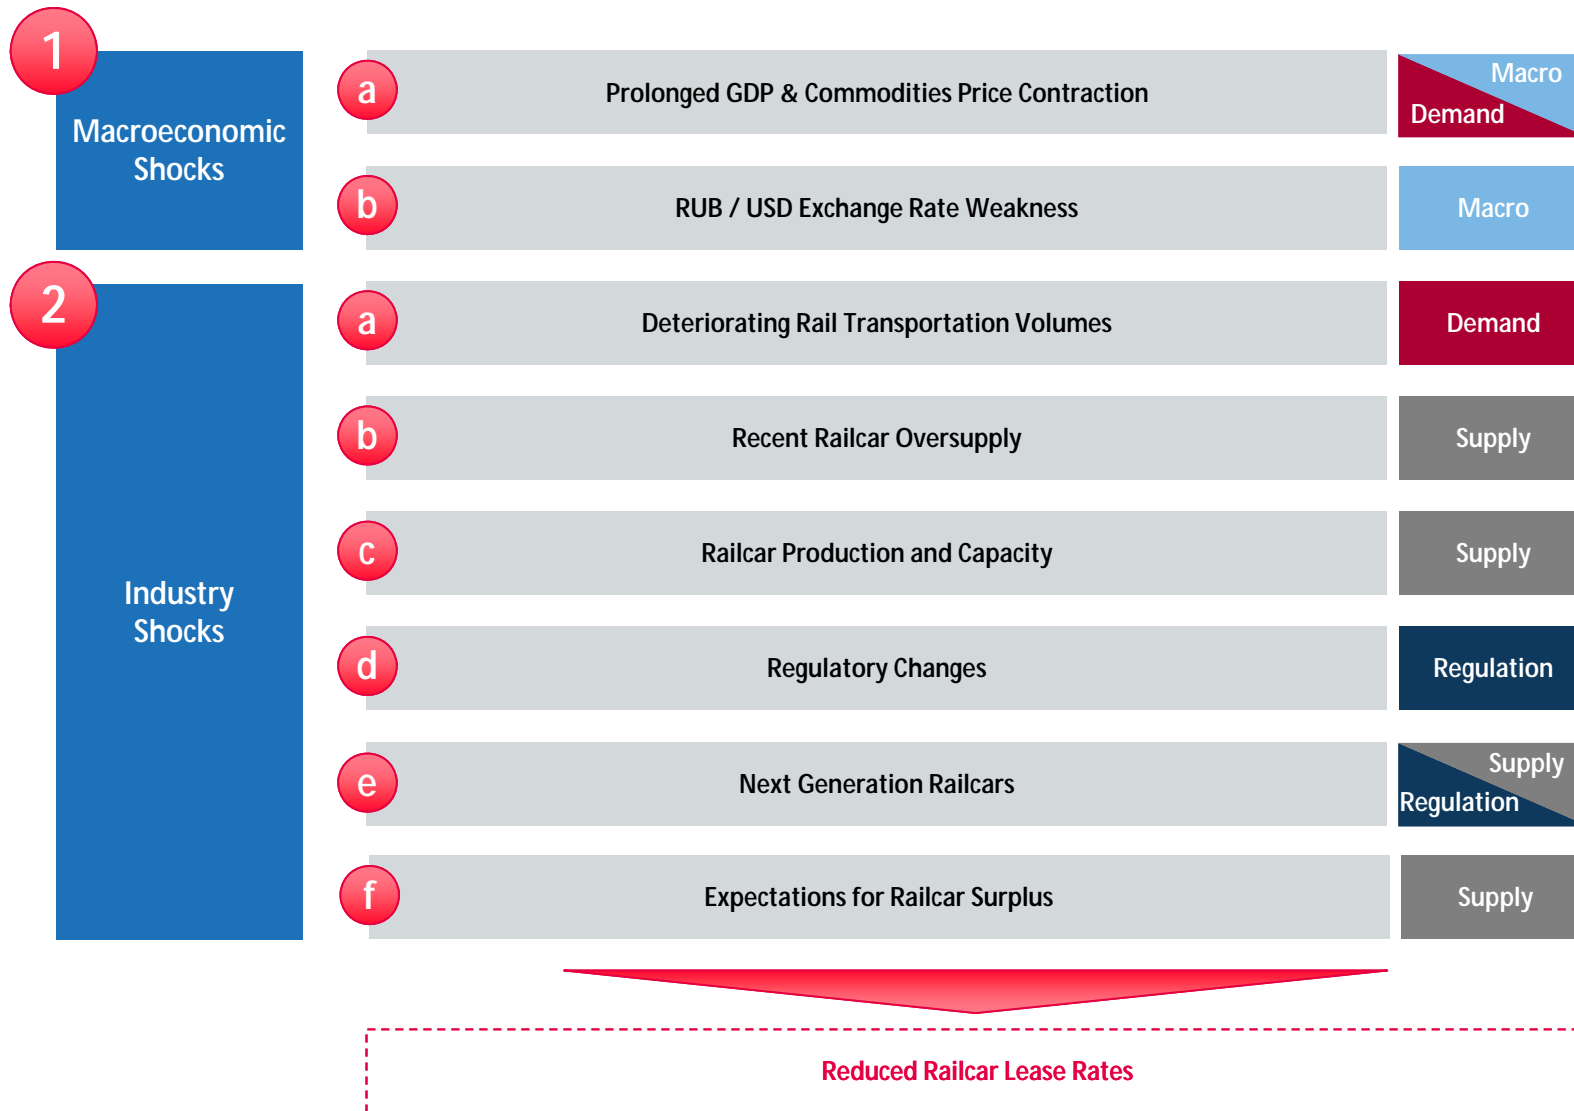 1
Macroeconomic
Shocks
a
Prolonged GDP & Commodities Price Contraction
Macro
Demand
b
RUB / USD Exchange Rate Weakness
Macro
2
Industry
Shocks
a
Deteriorating Rail Transportation Volumes
Demand
b
Recent Railcar Oversupply
Supply
c
Railcar Production and Capacity
Supply
d
Regulatory Changes
Regulation
e
Next Generation Railcars
Supply
Regulation
f
Expectations for Railcar Surplus
Supply
Reduced Railcar Lease Rates